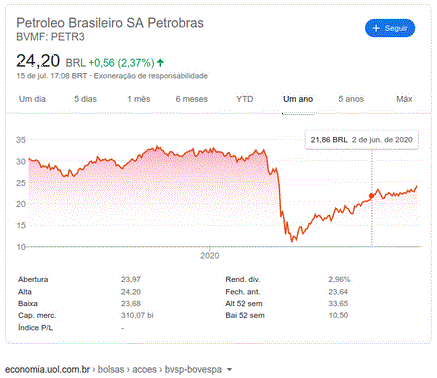 Petroleo Brasileiro SA Petrobras
BVMF: PETR3
Seguir
24,20 BRL +0,56 (2,37%)
15 de jul. 17:08 BRT · Exoneração de responsabilidade
Um dia 5 dias 1 mês 6 meses YTD Um ano 5 anos Máx
21,86 BRL 2 de jun. de 2020
35
30
25
20
15
10
2020
Abertura 23,97 Rend. div. 2,96%
Alta 24,20 Fech. ant. 23,64
Baixa 23,68 Alt 52 sem 33,65
Cap. merc. 310,07 bi Bai 52 sem 10,50
Índice P/L -
economia.uol.com.br › bolsas › acoes › bvsp-bovespa